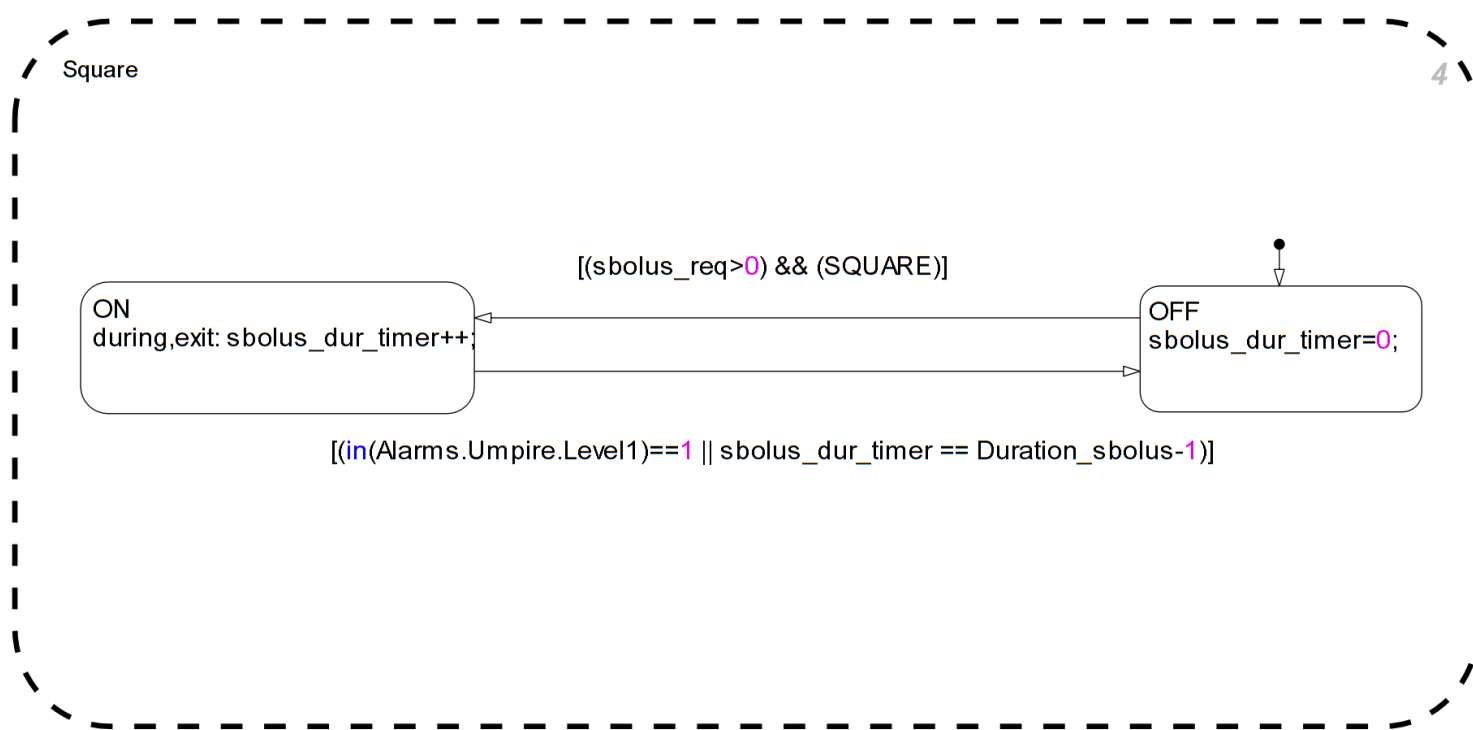 Square
4
[(sbolus_req>0) && (SQUARE)]
ON
during,exit: sbolus_dur_timer++;
OFF
sbolus_dur_timer=0;
[(in(Alarms.Umpire.Level1)==1 || sbolus_dur_timer == Duration_sbolus-1)]